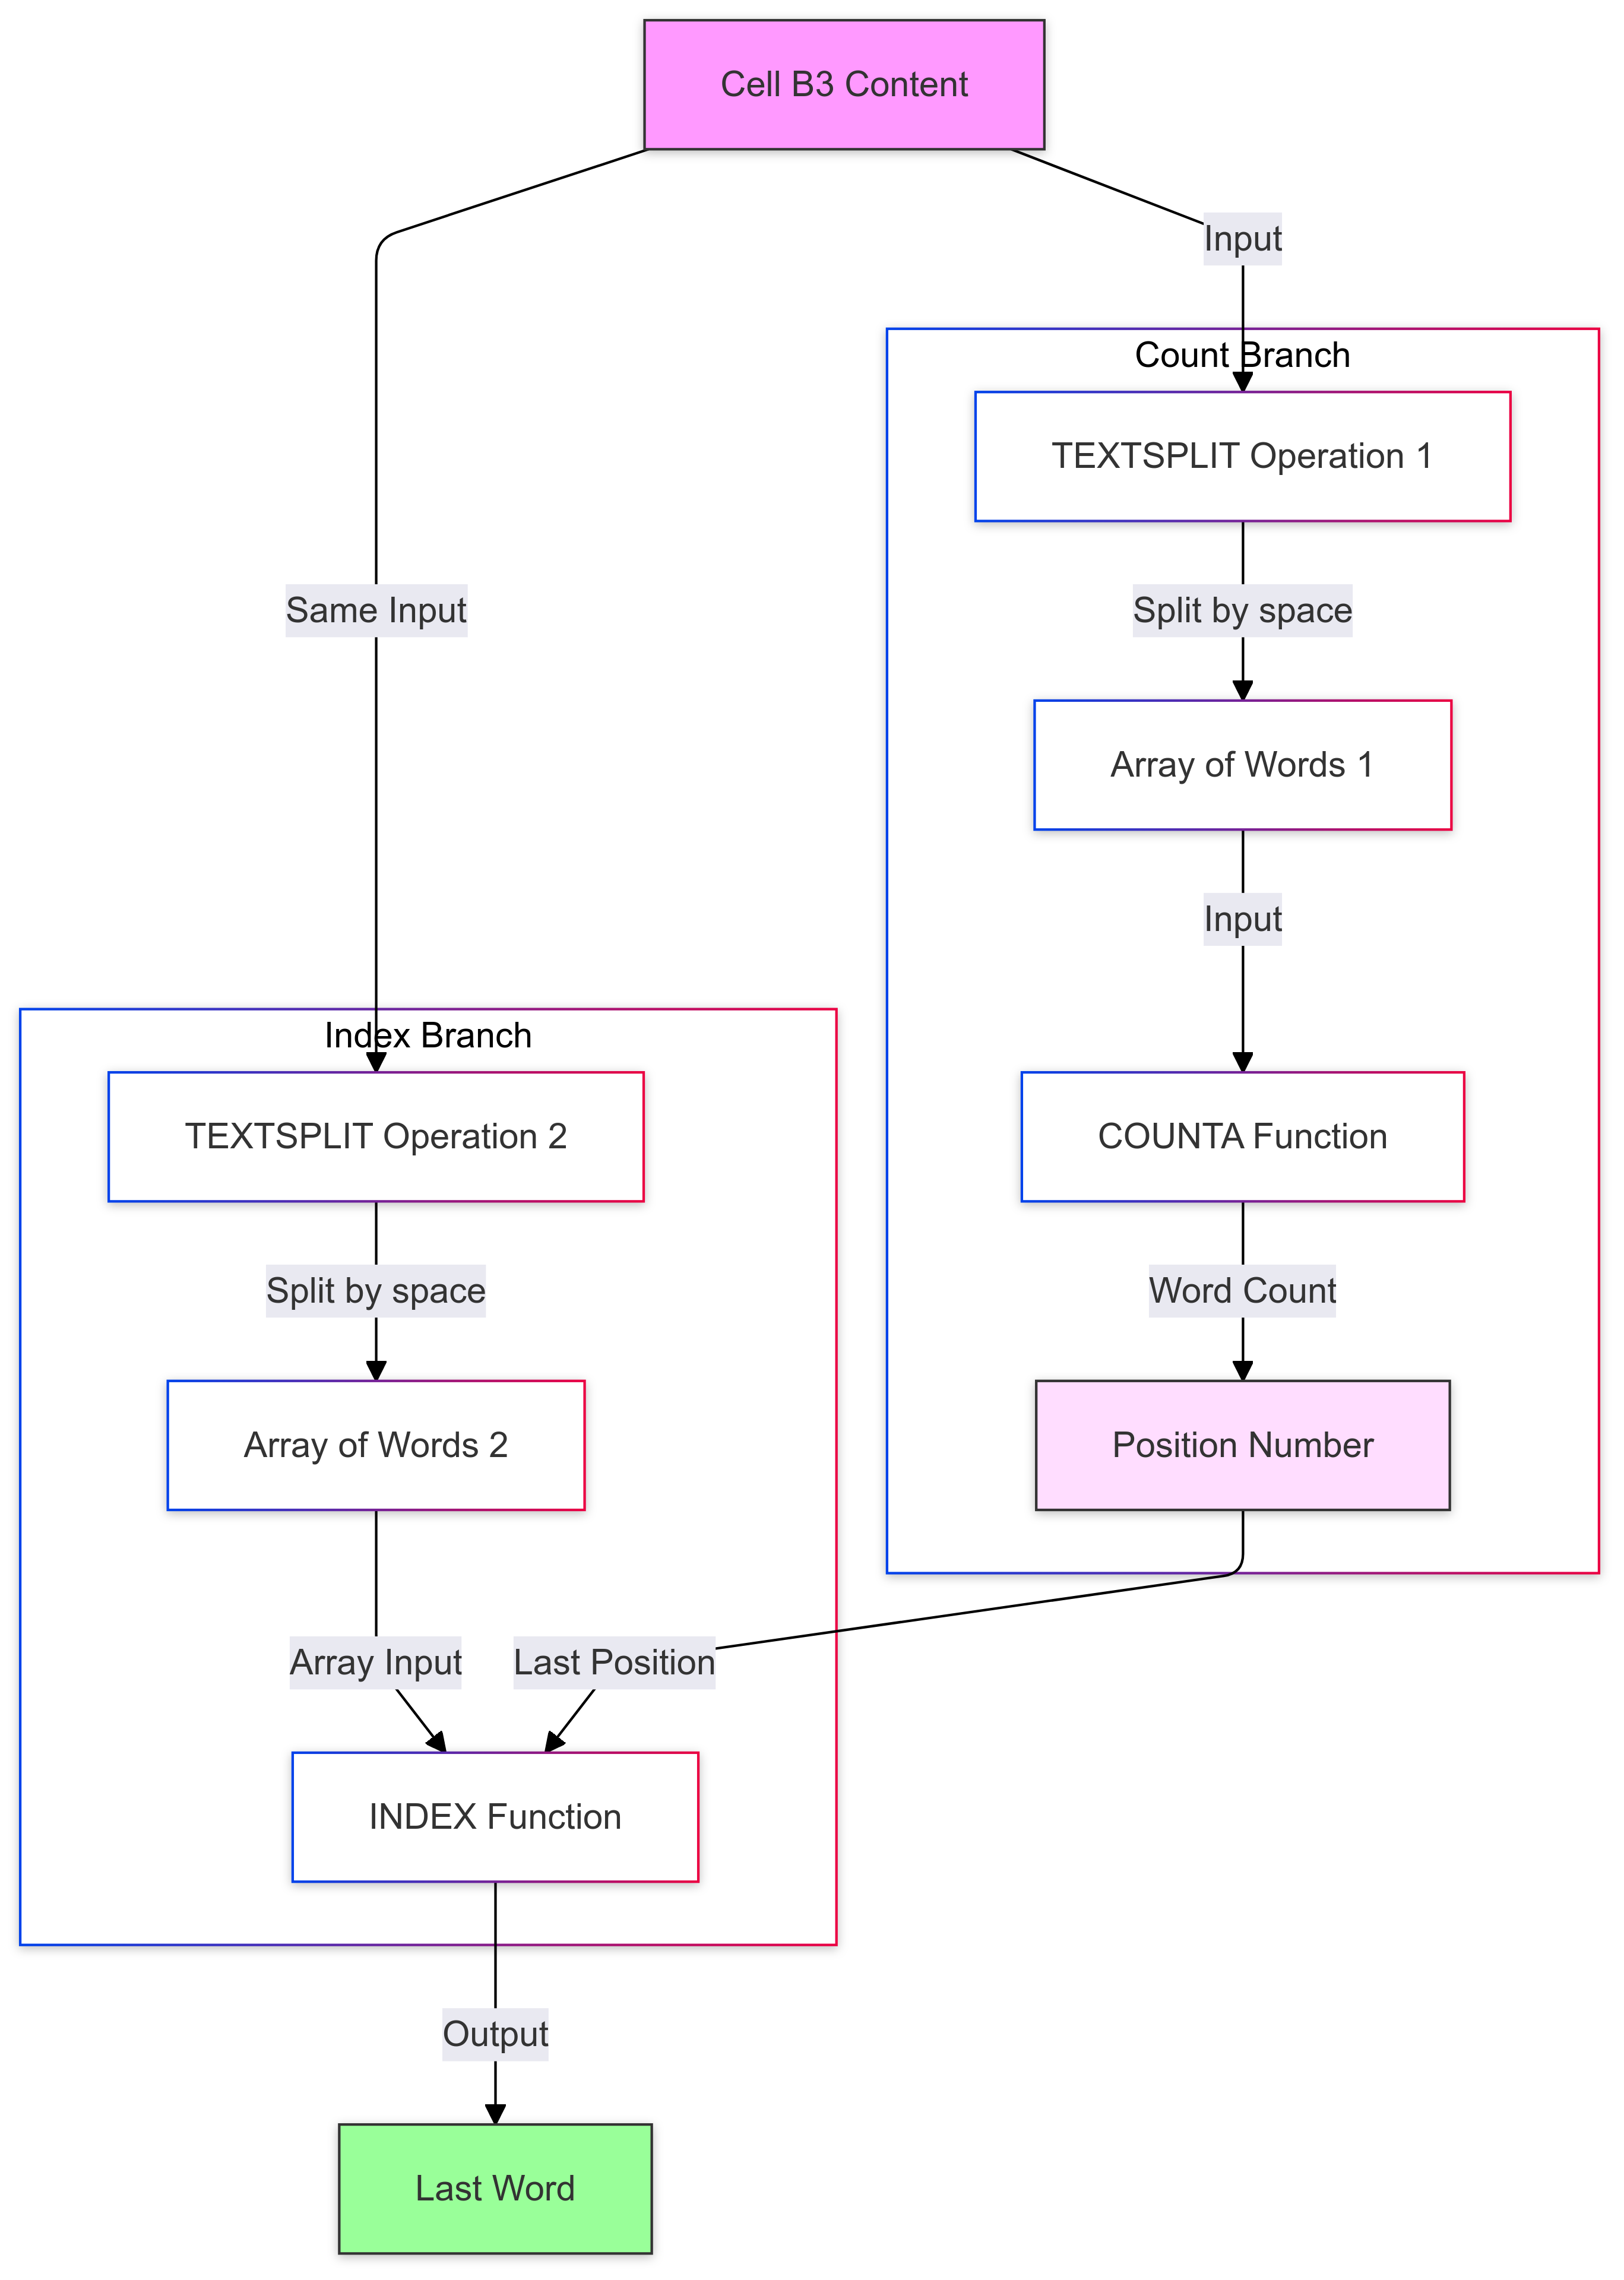 Cell B3 Content
Input
Count Branch
TEXTSPLIT Operation 1
Same Input
Split by space
Array of Words 1
Input
Index Branch
TEXTSPLIT Operation 2
COUNTA Function
Split by space
Word Count
Array of Words 2
Position Number
Array Input
Last Position
INDEX Function
Output
Last Word